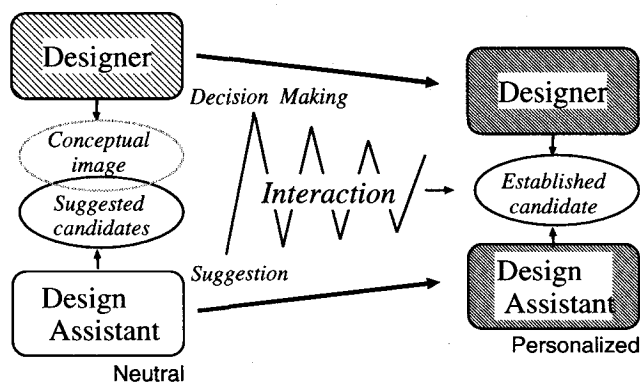 Designer
Conceptual
image
Suggested
candidates
Design
Assistant
Neutral
Decision Making
Interaction
Suggestion
Designer
Established
candidate
Design
Assistant
Personalized